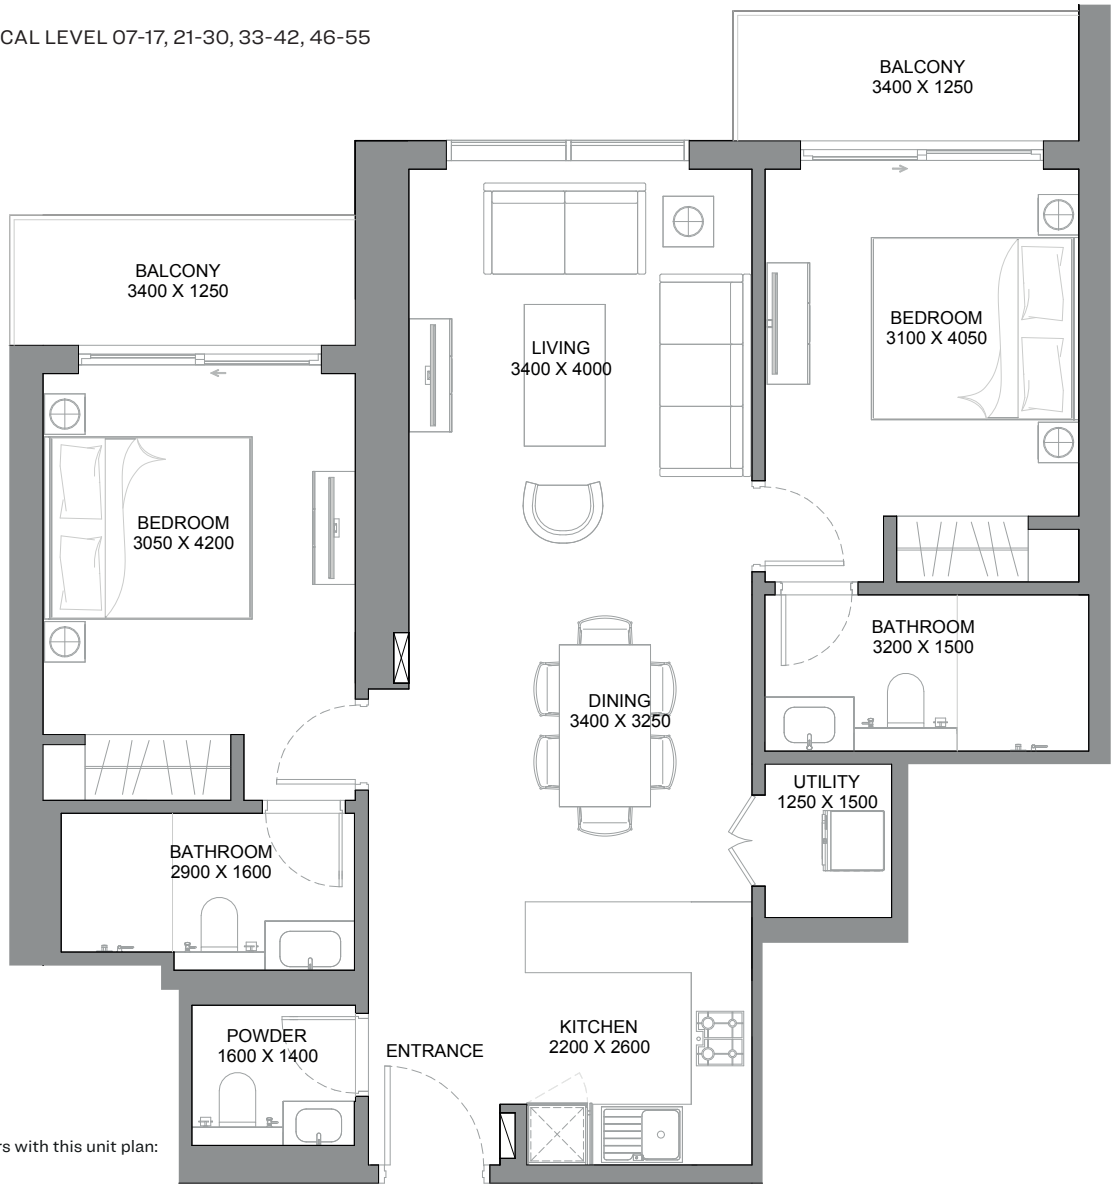 CAL LEVEL 07-17, 21-30, 33-42, 46-55
BALCONY
3400 X 1250
BALCONY
3400 X 1250
LIVING
3400 X 4000
BEDROOM
3100 X 4050
BEDROOM
3050 X 4200
BATHROOM
3200 X 1500
DINING
3400 X 3250
UTILITY
1250 X 1500
BATHROOM
2900 X 1600
KITCHEN
2200 X 2600
POWDER
1600 X 1400
ENTRANCE
rs with this unit plan: